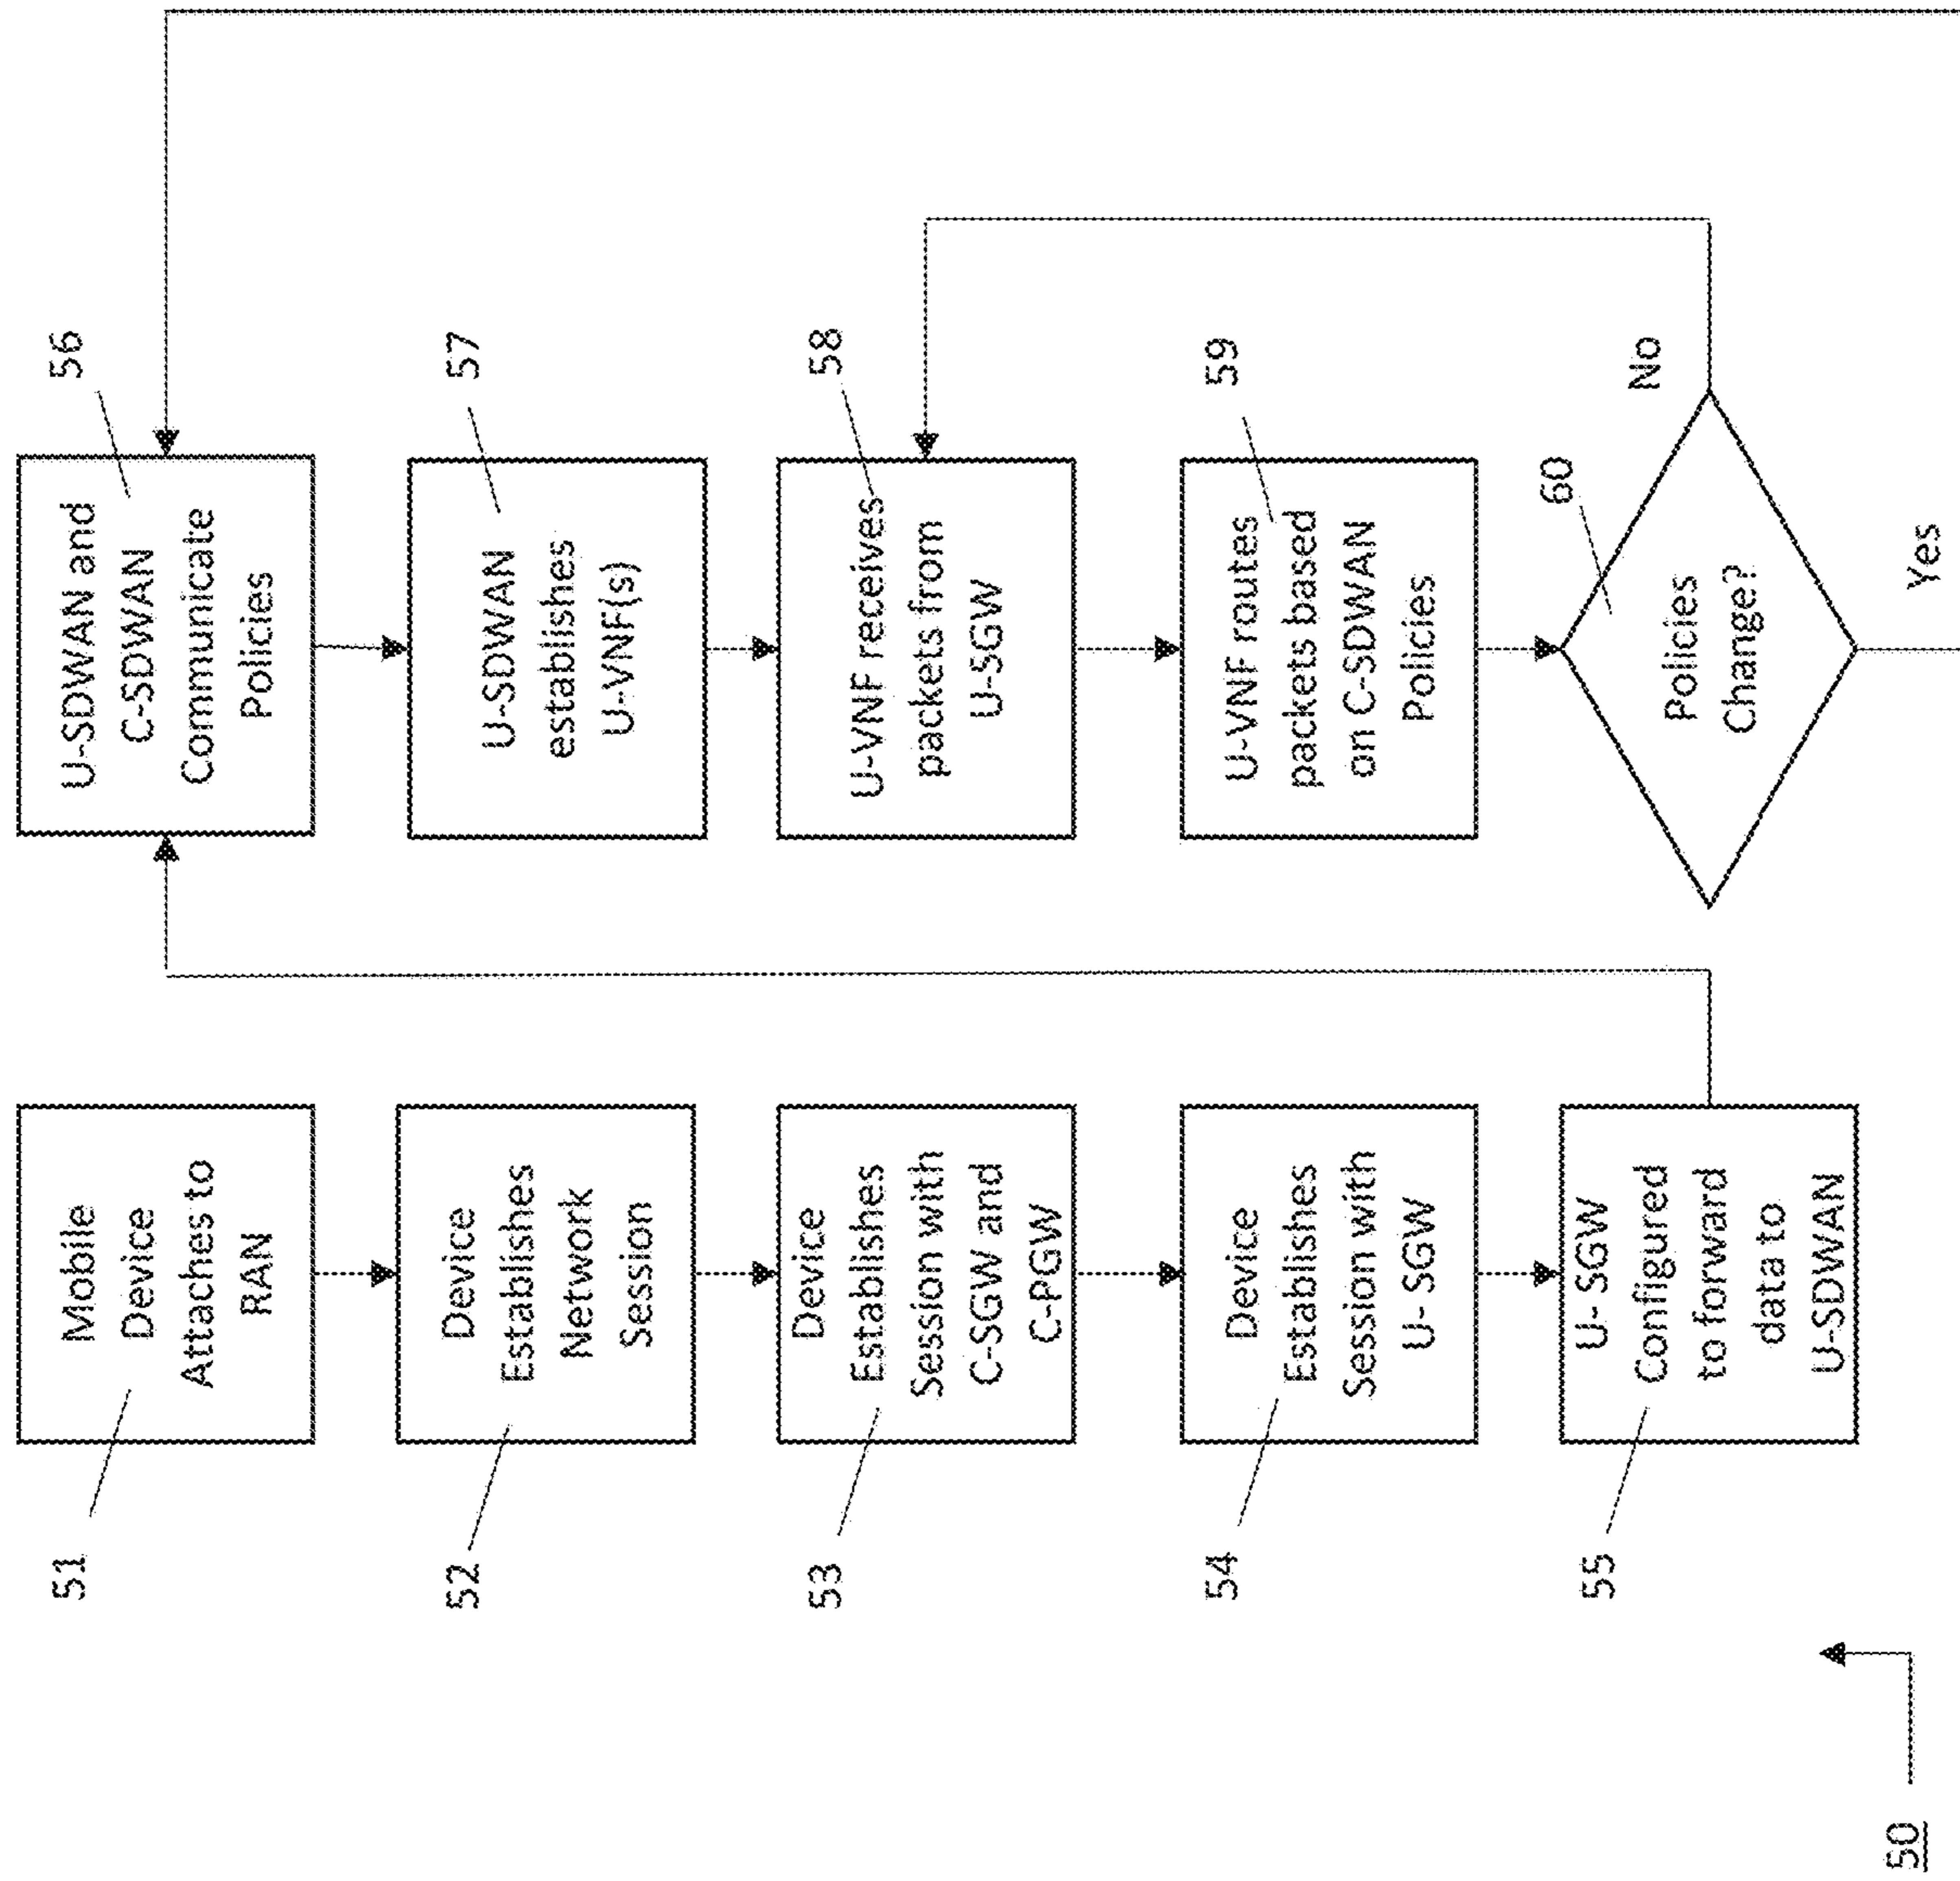 51
Mobile
Device
Attaches to
RAN
52
Device
Establishes
Network
Session
53
Device
Establishes
Session with
C-SGW and
C-PGW
54
Device
Establishes
Session with
U- SGW
55
U- SGW
Configured
to forward
data to
U-SDWAN
56
U-SDWAN and
C-SDWAN
Communicate
Policies
57
U-SDWAN
establishes
U-VNF(s)
58
U-VNF receives
packets from
U-SGW
59
U-VNF routes
packets based
on C-SDWAN
Policies
60
Policies
Change?
No
Yes
50